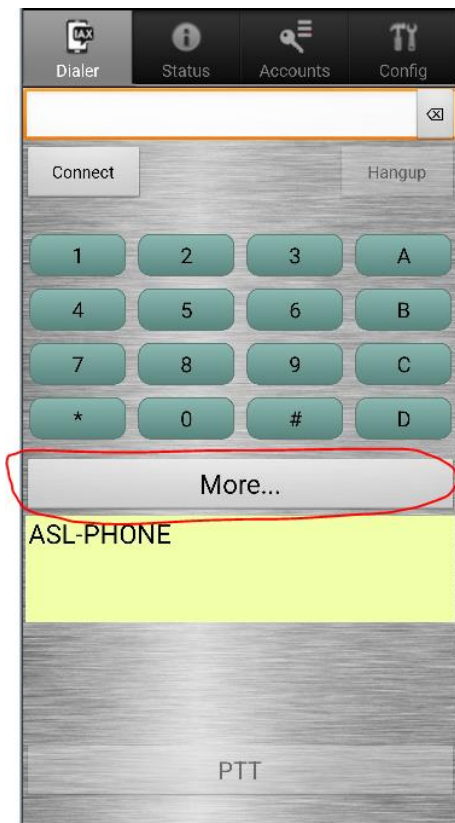 IAX
Dialer Status Accounts Config
Connect Hangup
1 2 3 A
4 5 6 B
7 8 9 C
* 0 # D
More...
ASL-PHONE
PTT